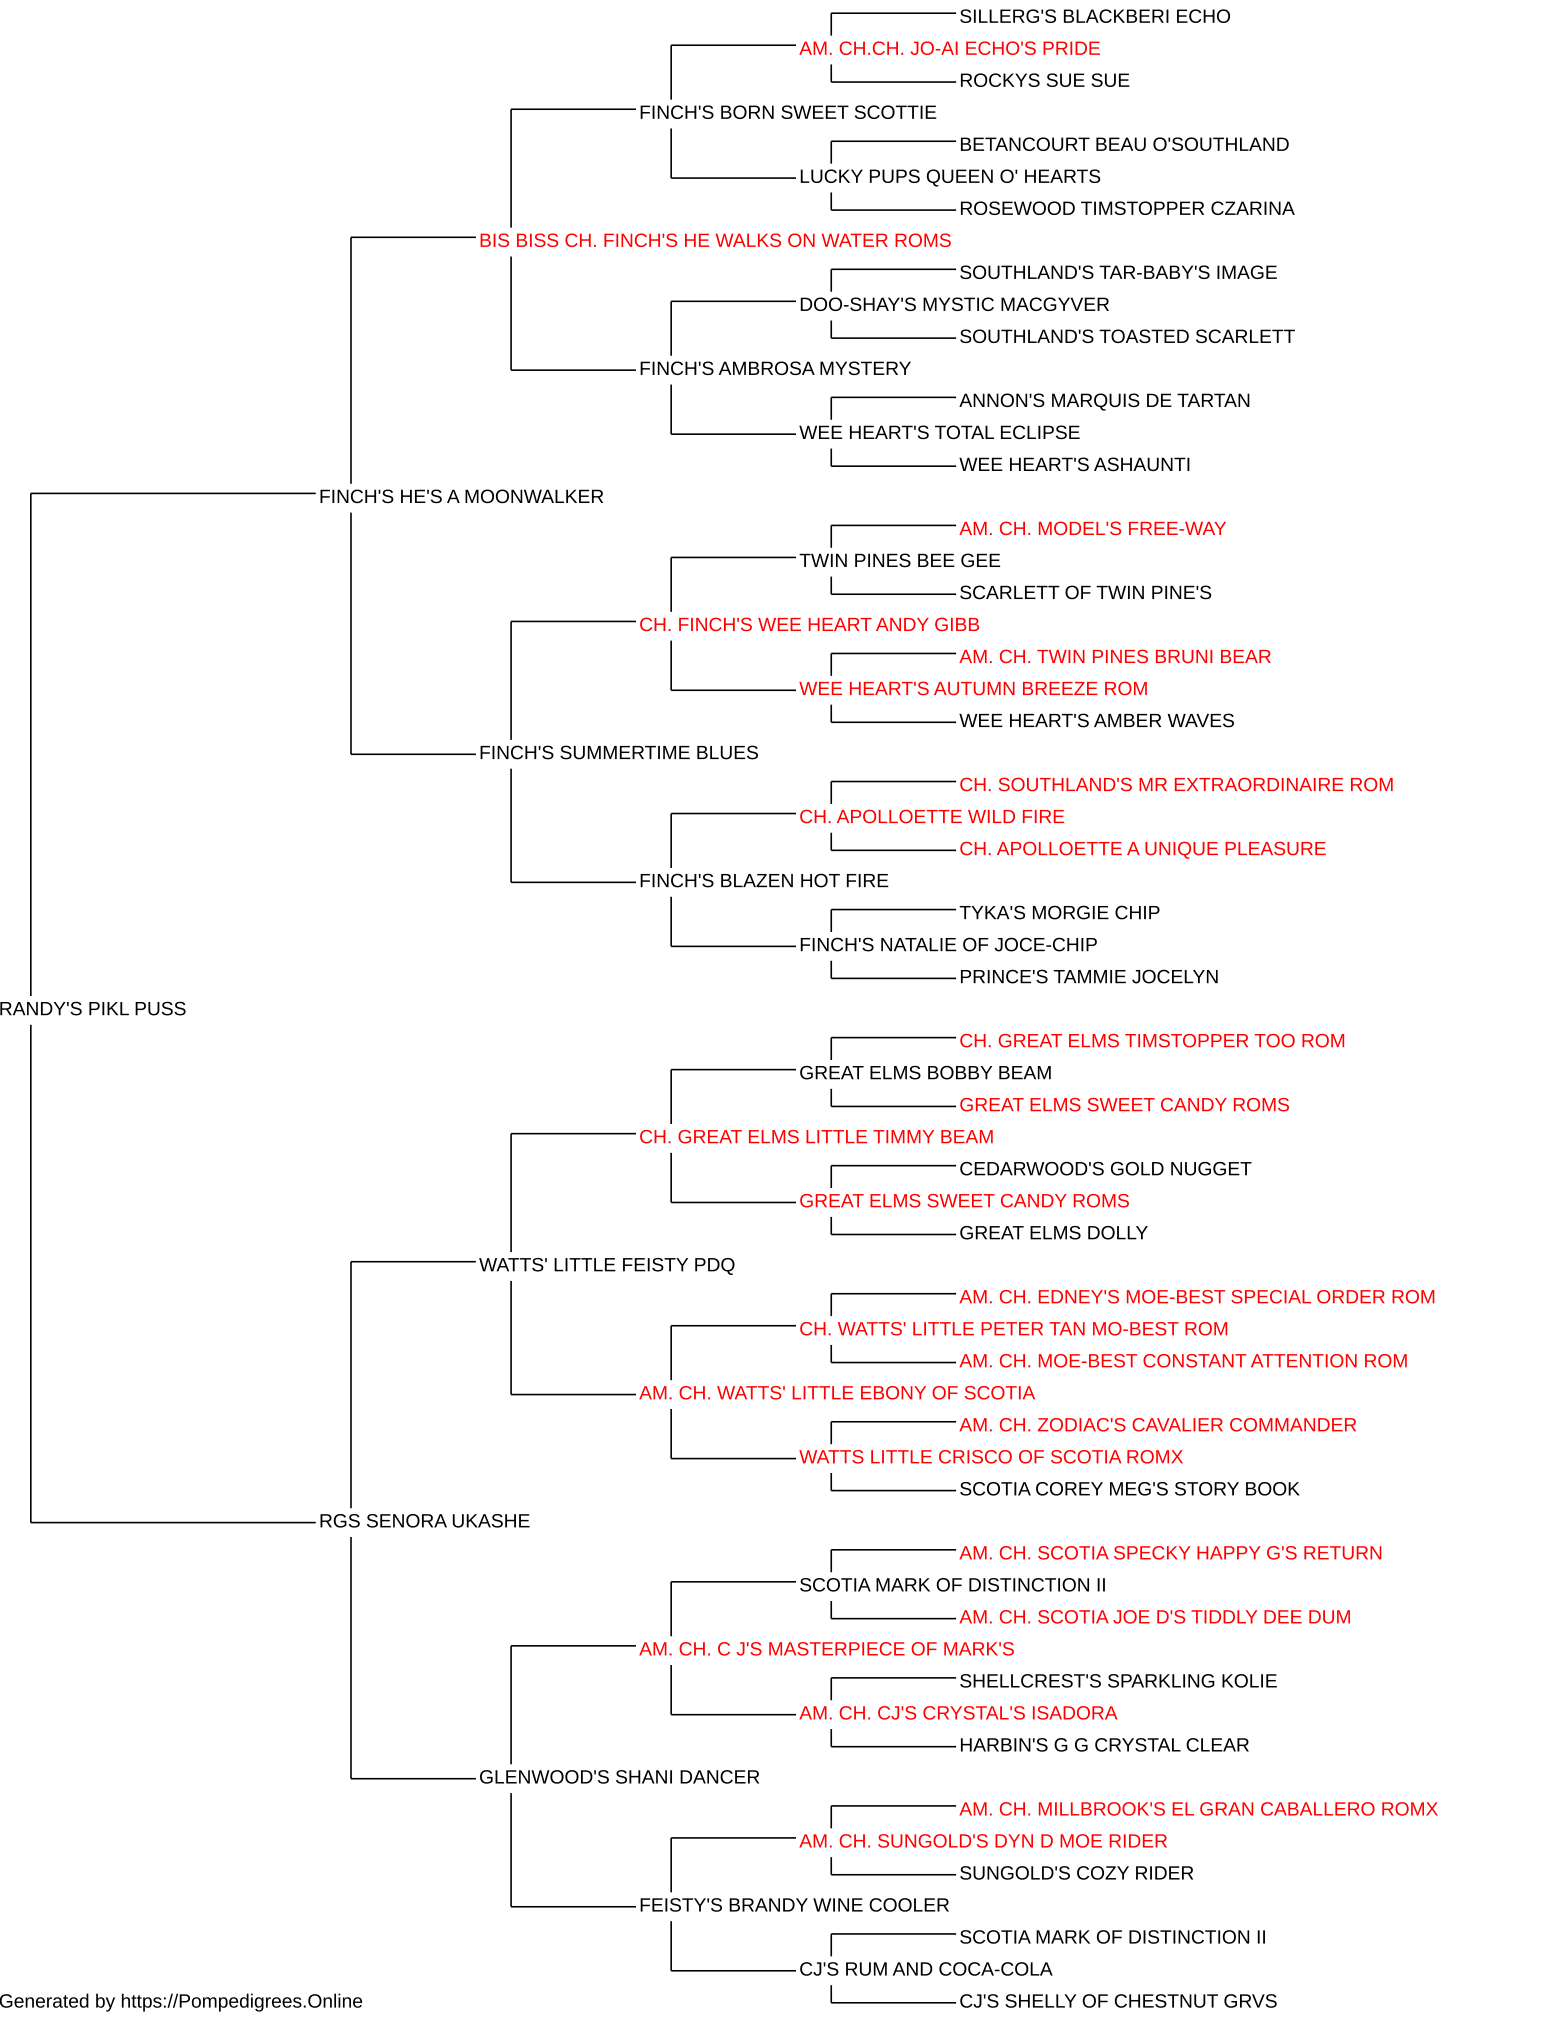 SILLERG'S BLACKBERI ECHO
AM. CH.CH. JO-AI ECHO'S PRIDE
ROCKYS SUE SUE
FINCH'S BORN SWEET SCOTTIE
BETANCOURT BEAU O'SOUTHLAND
LUCKY PUPS QUEEN O' HEARTS
ROSEWOOD TIMSTOPPER CZARINA
BIS BISS CH. FINCH'S HE WALKS ON WATER ROMS
SOUTHLAND'S TAR-BABY'S IMAGE
DOO-SHAY'S MYSTIC MACGYVER
SOUTHLAND'S TOASTED SCARLETT
FINCH'S AMBROSA MYSTERY
ANNON'S MARQUIS DE TARTAN
WEE HEART'S TOTAL ECLIPSE
WEE HEART'S ASHAUNTI
FINCH'S HE'S A MOONWALKER
AM. CH. MODEL'S FREE-WAY
TWIN PINES BEE GEE
SCARLETT OF TWIN PINE'S
CH. FINCH'S WEE HEART ANDY GIBB
AM. CH. TWIN PINES BRUNI BEAR
WEE HEART'S AUTUMN BREEZE ROM
WEE HEART'S AMBER WAVES
FINCH'S SUMMERTIME BLUES
CH. SOUTHLAND'S MR EXTRAORDINAIRE ROM
CH. APOLLOETTE WILD FIRE
CH. APOLLOETTE A UNIQUE PLEASURE
FINCH'S BLAZEN HOT FIRE
TYKA'S MORGIE CHIP
FINCH'S NATALIE OF JOCE-CHIP
PRINCE'S TAMMIE JOCELYN
RANDY'S PIKL PUSS
CH. GREAT ELMS TIMSTOPPER TOO ROM
GREAT ELMS BOBBY BEAM
GREAT ELMS SWEET CANDY ROMS
CH. GREAT ELMS LITTLE TIMMY BEAM
CEDARWOOD'S GOLD NUGGET
GREAT ELMS SWEET CANDY ROMS
GREAT ELMS DOLLY
WATTS' LITTLE FEISTY PDQ
AM. CH. EDNEY'S MOE-BEST SPECIAL ORDER ROM
CH. WATTS' LITTLE PETER TAN MO-BEST ROM
AM. CH. MOE-BEST CONSTANT ATTENTION ROM
AM. CH. WATTS' LITTLE EBONY OF SCOTIA
AM. CH. ZODIAC'S CAVALIER COMMANDER
WATTS LITTLE CRISCO OF SCOTIA ROMX
SCOTIA COREY MEG'S STORY BOOK
RGS SENORA UKASHE
AM. CH. SCOTIA SPECKY HAPPY G'S RETURN
SCOTIA MARK OF DISTINCTION II
AM. CH. SCOTIA JOE D'S TIDDLY DEE DUM
AM. CH. C J'S MASTERPIECE OF MARK'S
SHELLCREST'S SPARKLING KOLIE
AM. CH. CJ'S CRYSTAL'S ISADORA
HARBIN'S G G CRYSTAL CLEAR
GLENWOOD'S SHANI DANCER
AM. CH. MILLBROOK'S EL GRAN CABALLERO ROMX
AM. CH. SUNGOLD'S DYN D MOE RIDER
SUNGOLD'S COZY RIDER
FEISTY'S BRANDY WINE COOLER
SCOTIA MARK OF DISTINCTION II
CJ'S RUM AND COCA-COLA
CJ'S SHELLY OF CHESTNUT GRVS
Generated by https://Pompedigrees.Online